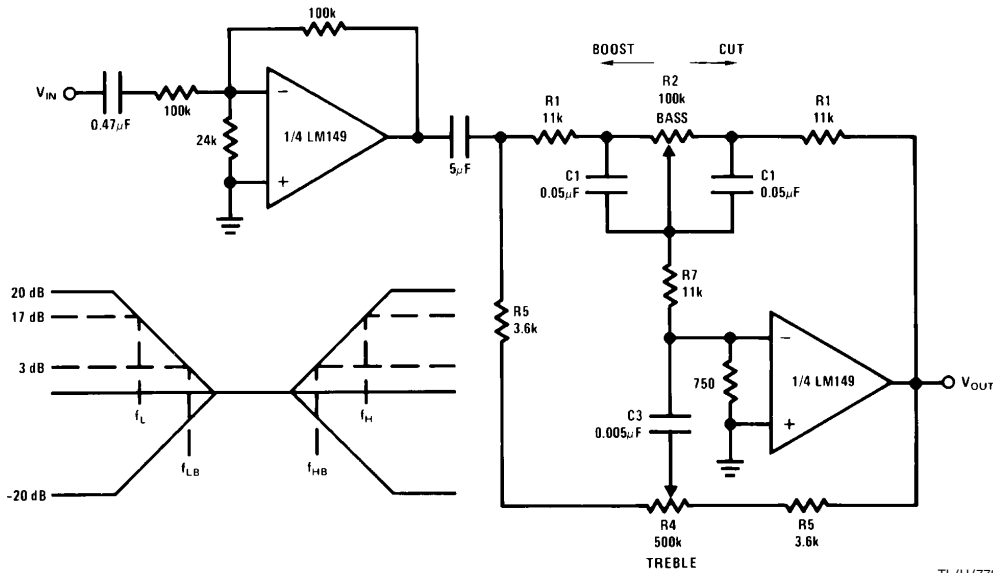 100k
BOOST
CUT
VIN
0.47µF
100k
24k
1/4 LM149
5µF
R1
11k
R2
100k
BASS
R1
11k
C1
0.05µF
C1
0.05µF
R7
11k
20 dB
17 dB
3 dB
-20 dB
fL
fLB
fHB
fH
R5
3.6k
750
1/4 LM149
VOUT
C3
0.005µF
R4
500k
TREBLE
R5
3.6k